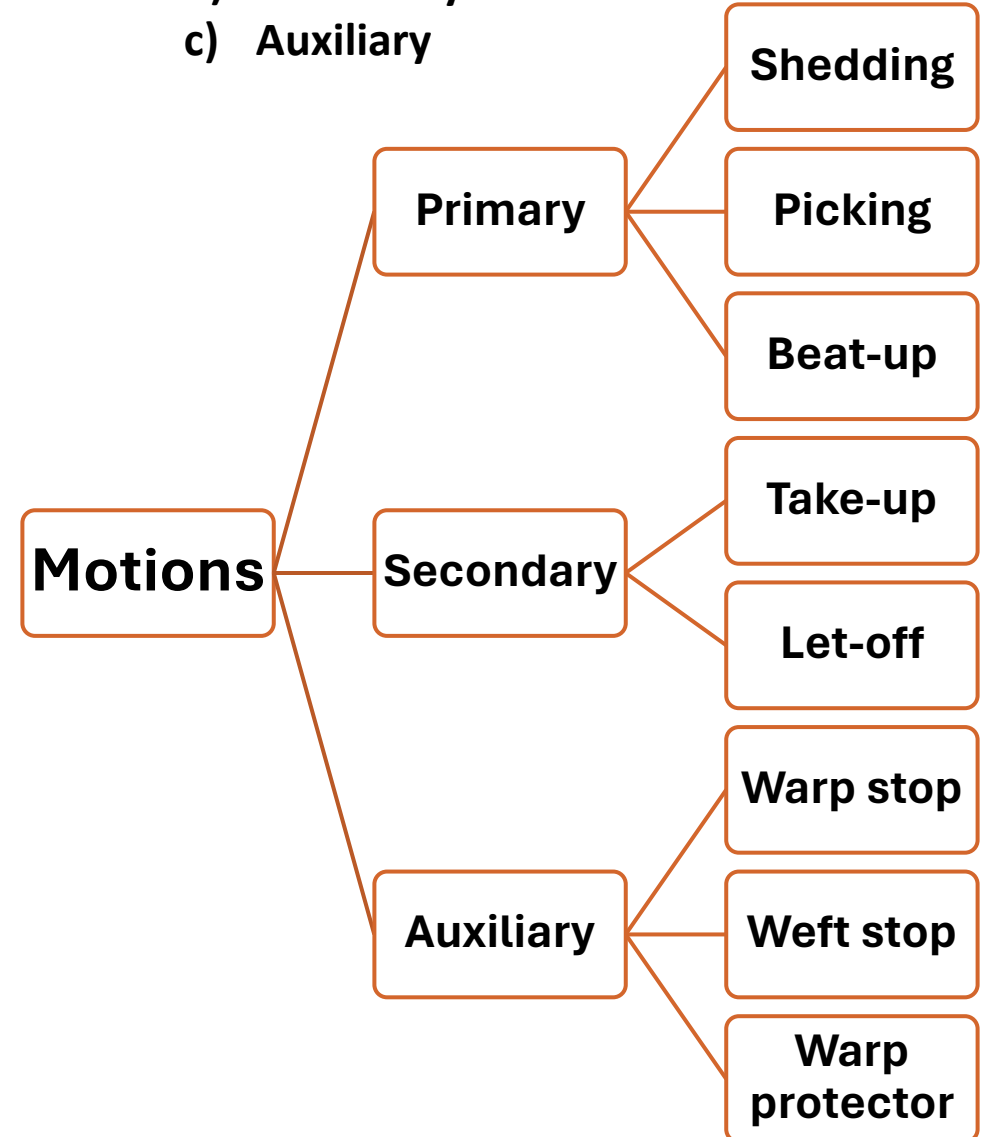 c) Auxiliary
Shedding
Primary
Picking
Beat-up
Take-up
Motions
Secondary
Let-off
Warp stop
Auxiliary
Weft stop
Warp
protector